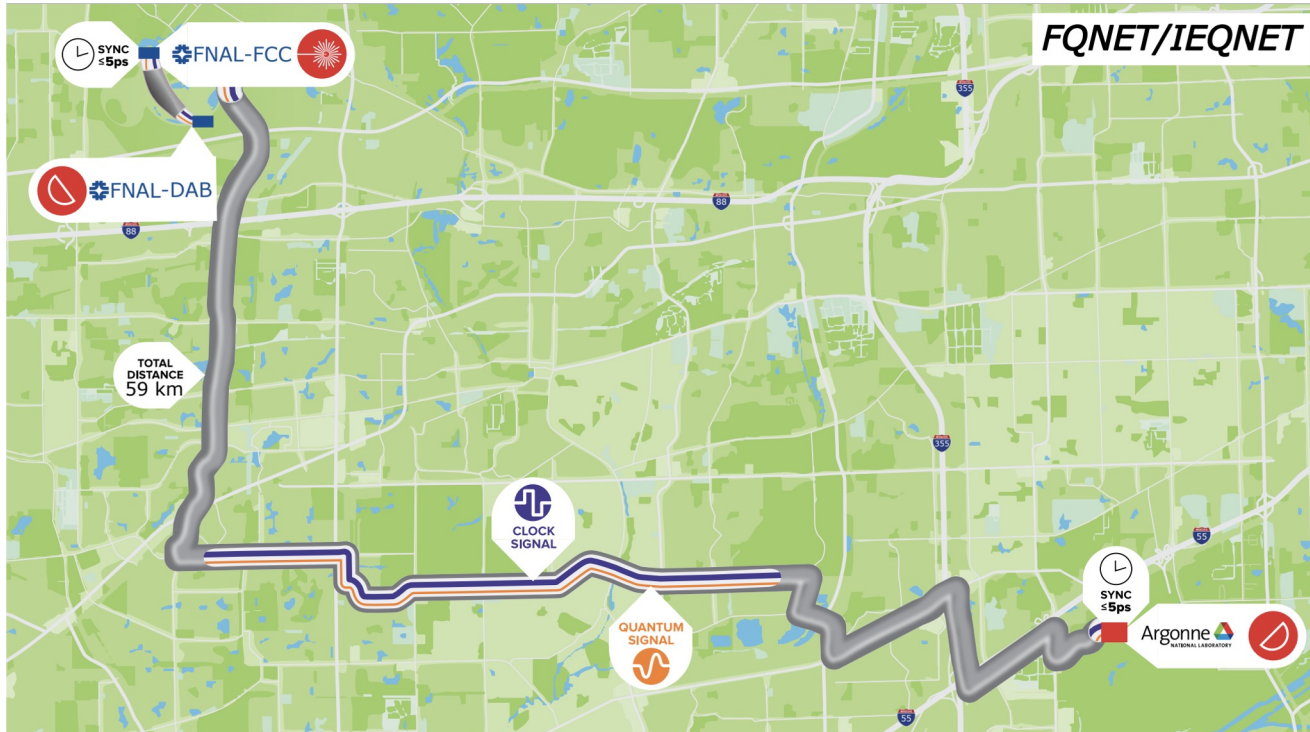 FQNET/IEQNET
SYNC
≤5ps
FNAL-FCC
FNAL-DAB
355
88
88
TOTAL
DISTANCE
59 km
355
CLOCK
SIGNAL
55
SYNC
≤5ps
QUANTUM
SIGNAL
Argonne
NATIONAL LABORATORY
55